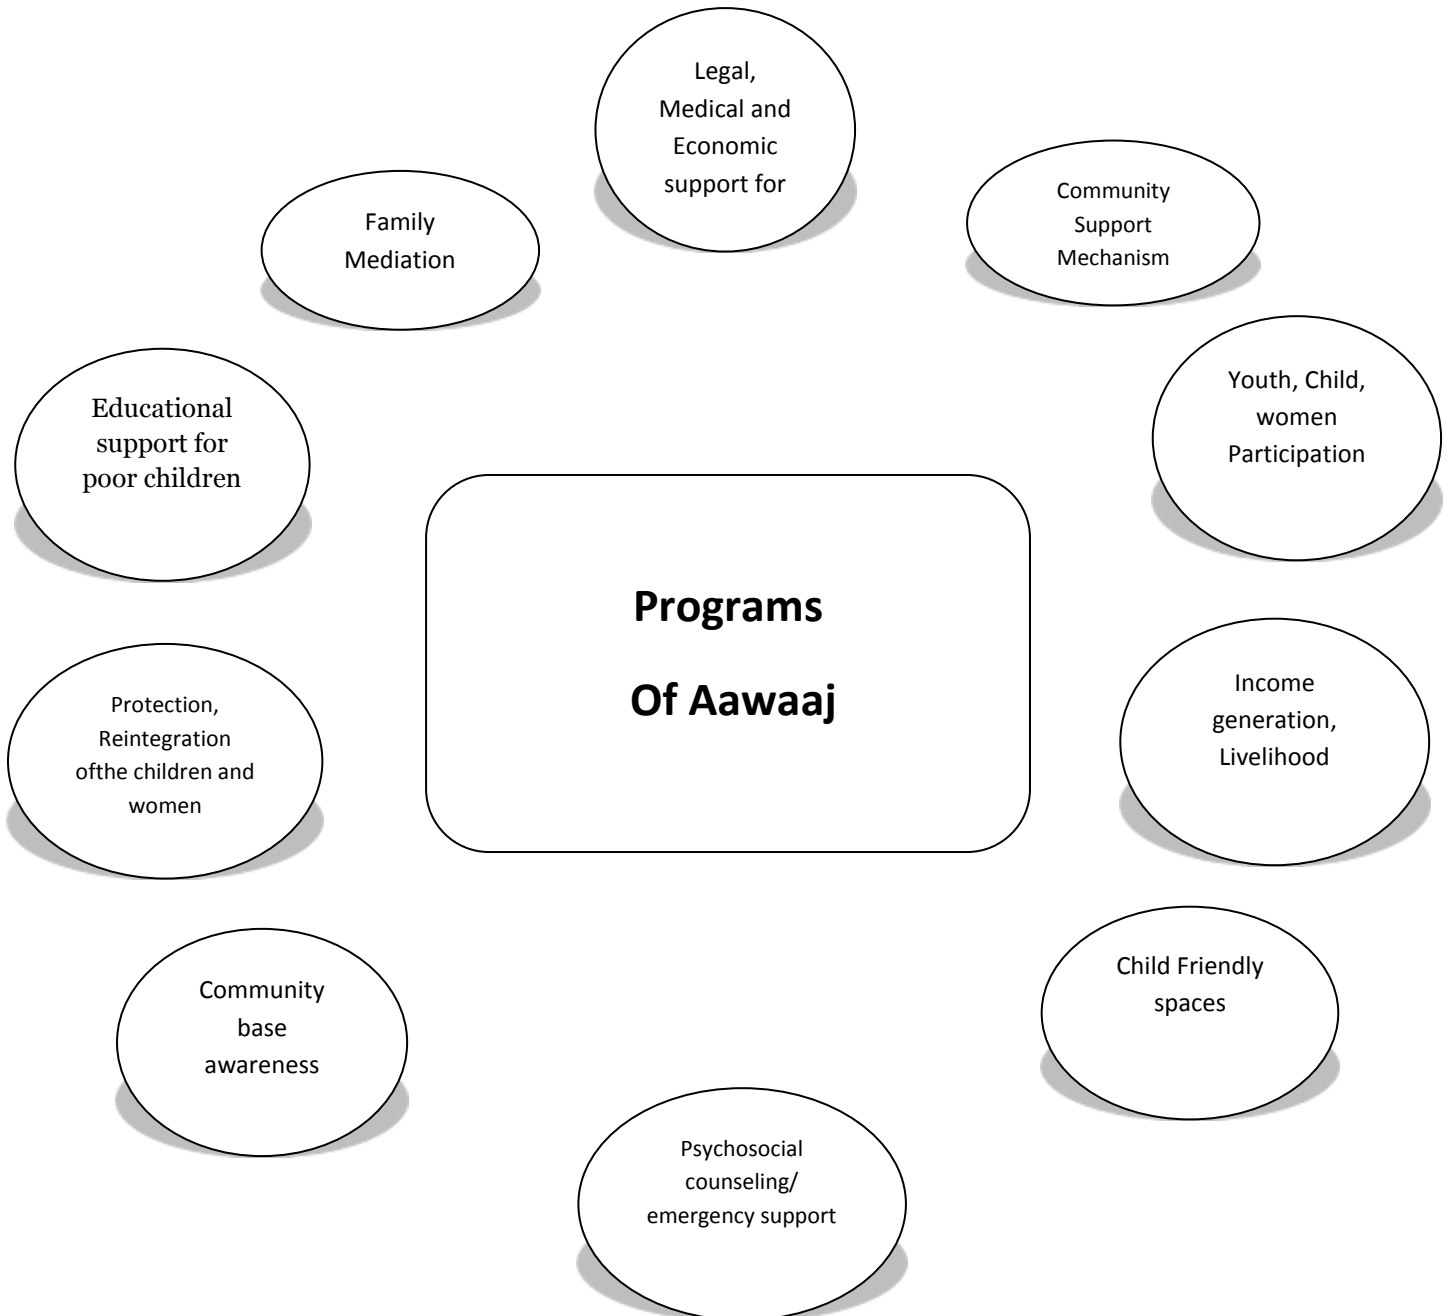 Legal,
Medical and
Economic
support for
Community
Support
Mechanism
Family
Mediation
Youth, Child,
women
Participation
Educational
support for
poor children
Programs
Of Aawaaj
Income
generation,
Livelihood
Protection,
Reintegration
ofthe children and
women
Child Friendly
spaces
Community
base
awareness
Psychosocial
counseling/
emergency support